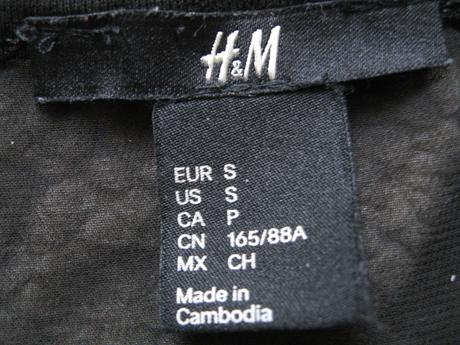 H&M
EUR S
US S
CA P
CN 165/88A
MX CH
Made in
Cambodia